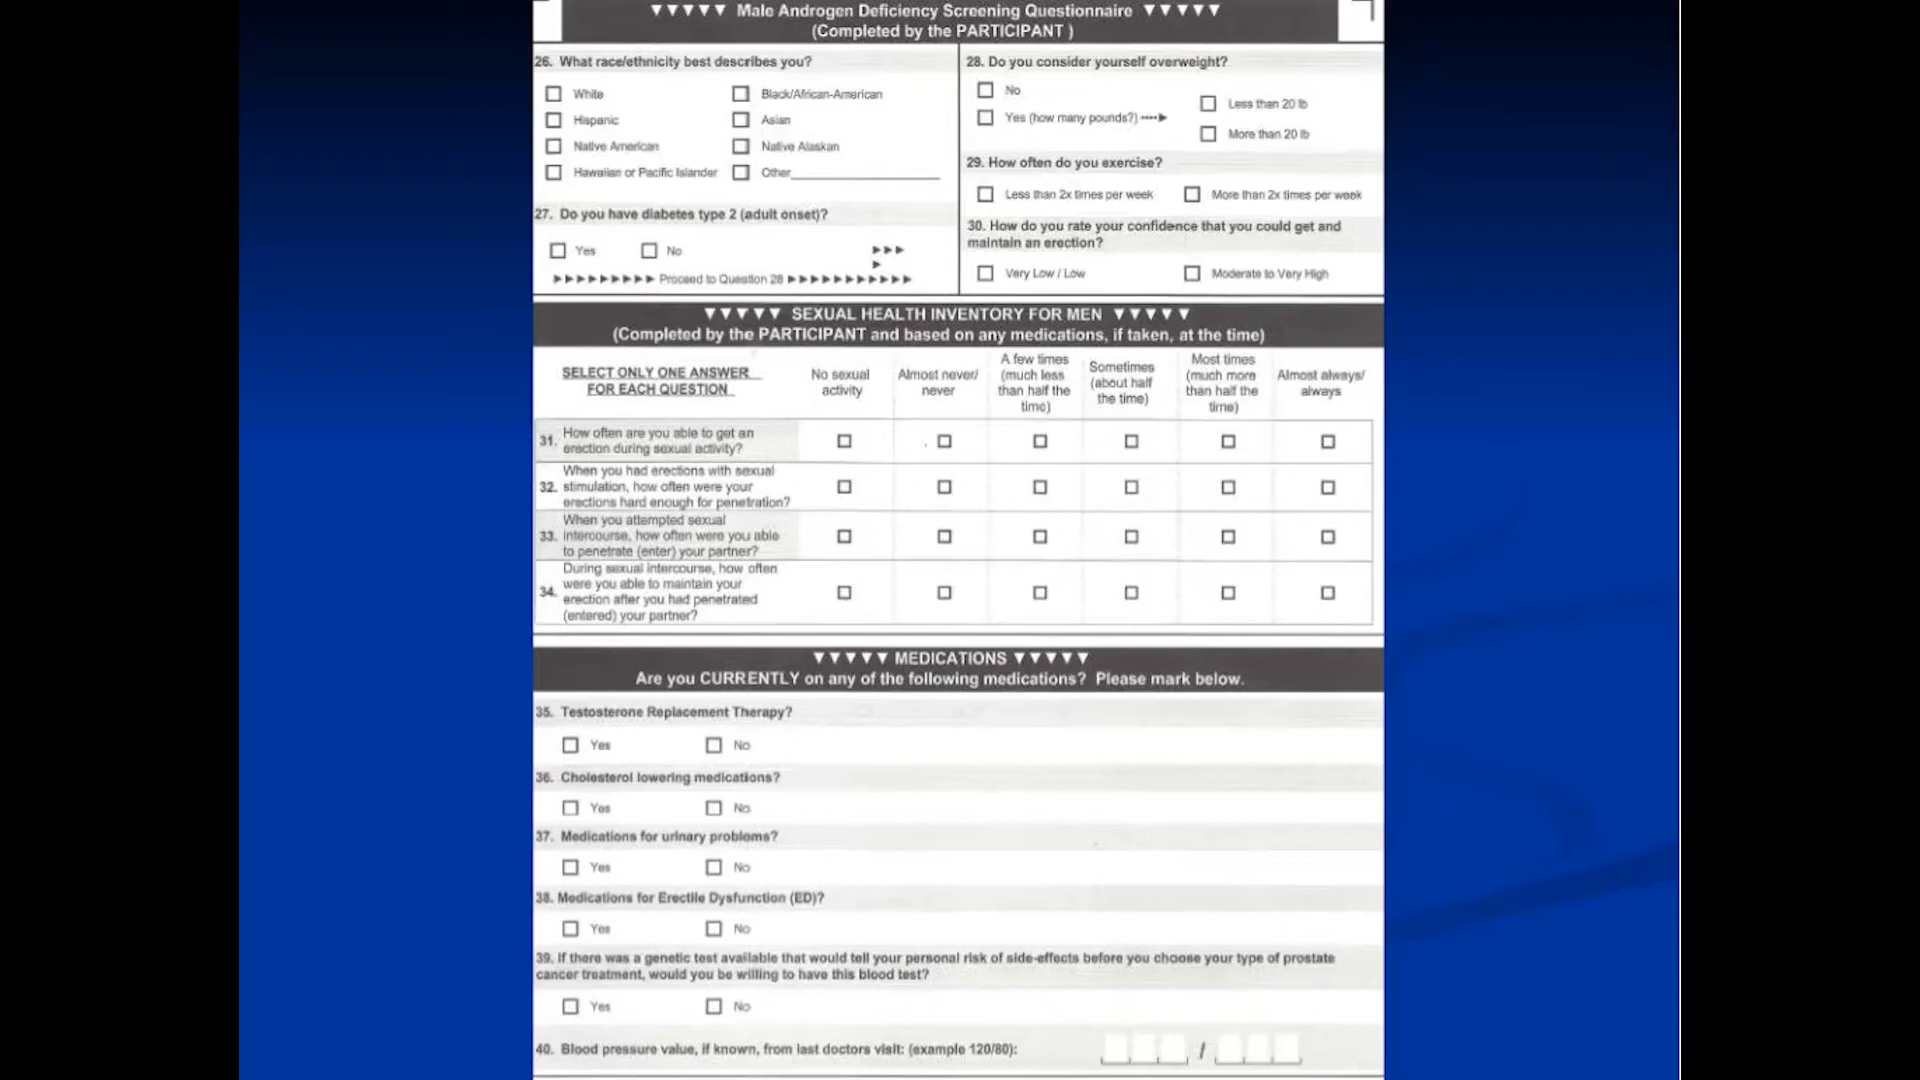 ▼▼▼▼▼ Male Androgen Deficiency Screening Questionnaire ▼▼▼▼▼
(Completed by the PARTICIPANT )
26. What race/ethnicity best describes you?
White
Black/African-American
Hispanic
Asian
Native American
Native Alaskan
Hawaiian or Pacific Islander
Other
27. Do you have diabetes type 2 (adult onset)?
Yes
No
▶▶▶
▶
▶▶▶▶▶▶▶▶▶ Proceed to Question 28 ▶▶▶▶▶▶▶▶▶▶▶
28. Do you consider yourself overweight?
No
Yes (how many pounds?) ----▶
Less than 20 lb
More than 20 lb
29. How often do you exercise?
Less than 2x times per week
More than 2x times per week
30. How do you rate your confidence that you could get and
maintain an erection?
Very Low / Low
Moderate to Very High
▼▼▼▼▼ SEXUAL HEALTH INVENTORY FOR MEN ▼▼▼▼▼
(Completed by the PARTICIPANT and based on any medications, if taken, at the time)
SELECT ONLY ONE ANSWER
FOR EACH QUESTION
No sexual
activity
Almost never/
never
A few times
(much less
than half the
time)
Sometimes
(about half
the time)
Most times
(much more
than half the
time)
Almost always/
always
31. How often are you able to get an
erection during sexual activity?
When you had erections with sexual
32. stimulation, how often were your
erections hard enough for penetration?
When you attempted sexual
33. intercourse, how often were you able
to penetrate (enter) your partner?
During sexual intercourse, how often
were you able to maintain your
34. erection after you had penetrated
(entered) your partner?
▼▼▼▼▼ MEDICATIONS ▼▼▼▼▼
Are you CURRENTLY on any of the following medications? Please mark below.
35. Testosterone Replacement Therapy?
Yes
No
36. Cholesterol lowering medications?
Yes
No
37. Medications for urinary problems?
Yes
No
38. Medications for Erectile Dysfunction (ED)?
Yes
No
39. If there was a genetic test available that would tell your personal risk of side-effects before you choose your type of prostate
cancer treatment, would you be willing to have this blood test?
Yes
No
40. Blood pressure value, if known, from last doctors visit: (example 120/80):
/